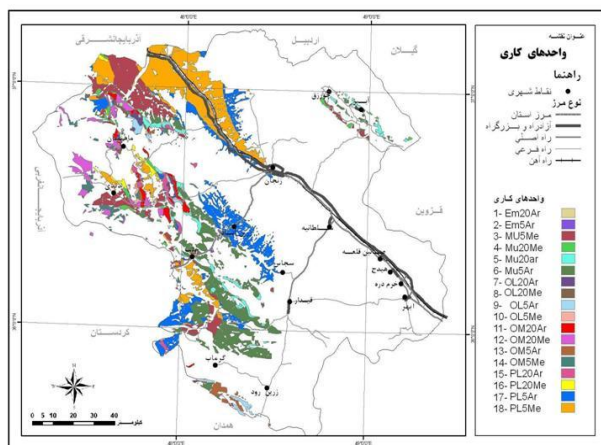 آذربایجانشرقی
اردبیل
گیلان
قزوین
همدان
کردستان
زنجان
سلطانیه
سجاس
قیدار
گرماب
زرین رود
هیدج
خرم دره
ابهر
0 5 10 20 30 40
کیلومتر
عنوان نقشه
واحدهای کاری
راهنما
نقاط شهری
نوع مرز
مرز استان
آزادراه و بزرگراه
راه اصلی
راه فرعی
راه آهن
واحدهای کاری
1- Em20Ar
2- Em5Ar
3- MU5Me
4- Mu20Me
5- Mu20ar
6- Mu5Ar
7- OL20Ar
8- OL20Me
9- OL5Ar
10- OL5Me
11- OM20Ar
12- OM20Me
13- OM5Ar
14- OM5Me
15- PL20Ar
16- PL20Me
17- PL5Ar
18- PL5Me